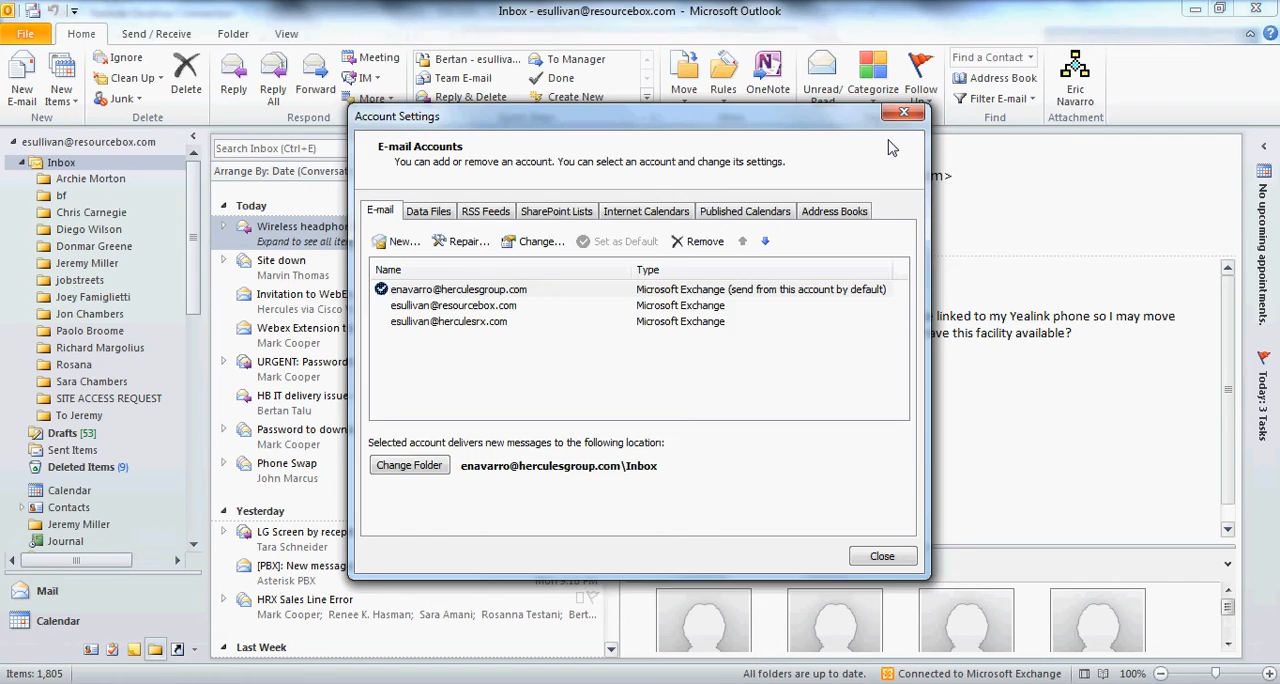 Inbox - esullivan@resourcebox.com - Microsoft Outlook
File Home Send / Receive Folder View
New E-mail
New Items
Ignore
Clean Up
Junk
Delete
Reply
Reply All
Forward
Meeting
IM
More
Bertan - esulliva...
Team E-mail
Reply & Delete
To Manager
Done
Create New
Move
Rules
OneNote
Unread/
Categorize
Follow
Find a Contact
Address Book
Filter E-mail
Eric Navarro
New Delete Respond Find Attachment
esullivan@resourcebox.com
Inbox
Archie Morton
bf
Chris Carnegie
Diego Wilson
Donmar Greene
Jeremy Miller
jobstreets
Joey Famiglietti
Jon Chambers
Paolo Broome
Richard Margolius
Rosana
Sara Chambers
SITE ACCESS REQUEST
To Jeremy
Drafts [53]
Sent Items
Deleted Items (9)
Calendar
Contacts
Jeremy Miller
Journal
Mail
Calendar
Search Inbox (Ctrl+E)
Arrange By: Date (Conversat
Today
Wireless headphon
Expand to see all iter
Site down
Marvin Thomas
Invitation to WebE
Hercules via Cisco
Webex Extension t
Mark Cooper
URGENT: Password
Mark Cooper
HB IT delivery issue
Bertan Talu
Password to down
Mark Cooper
Phone Swap
John Marcus
Yesterday
LG Screen by recep
Tara Schneider
[PBX]: New messag
Asterisk PBX
HRX Sales Line Error
Mark Cooper; Renee K. Hasman; Sara Amani; Rosanna Testani; Bert...
Last Week
Account Settings
E-mail Accounts
You can add or remove an account. You can select an account and change its settings.
E-mail Data Files RSS Feeds SharePoint Lists Internet Calendars Published Calendars Address Books
New... Repair... Change... Set as Default Remove
Name Type
enavarro@herculesgroup.com Microsoft Exchange (send from this account by default)
esullivan@resourcebox.com Microsoft Exchange
esullivan@herculesrx.com Microsoft Exchange
Selected account delivers new messages to the following location:
Change Folder enavarro@herculesgroup.com\Inbox
Close
m>
linked to my Yealink phone so I may move
ave this facility available?
No upcoming appointments.
Today: 3 Tasks
Items: 1,805 All folders are up to date. Connected to Microsoft Exchange 100%